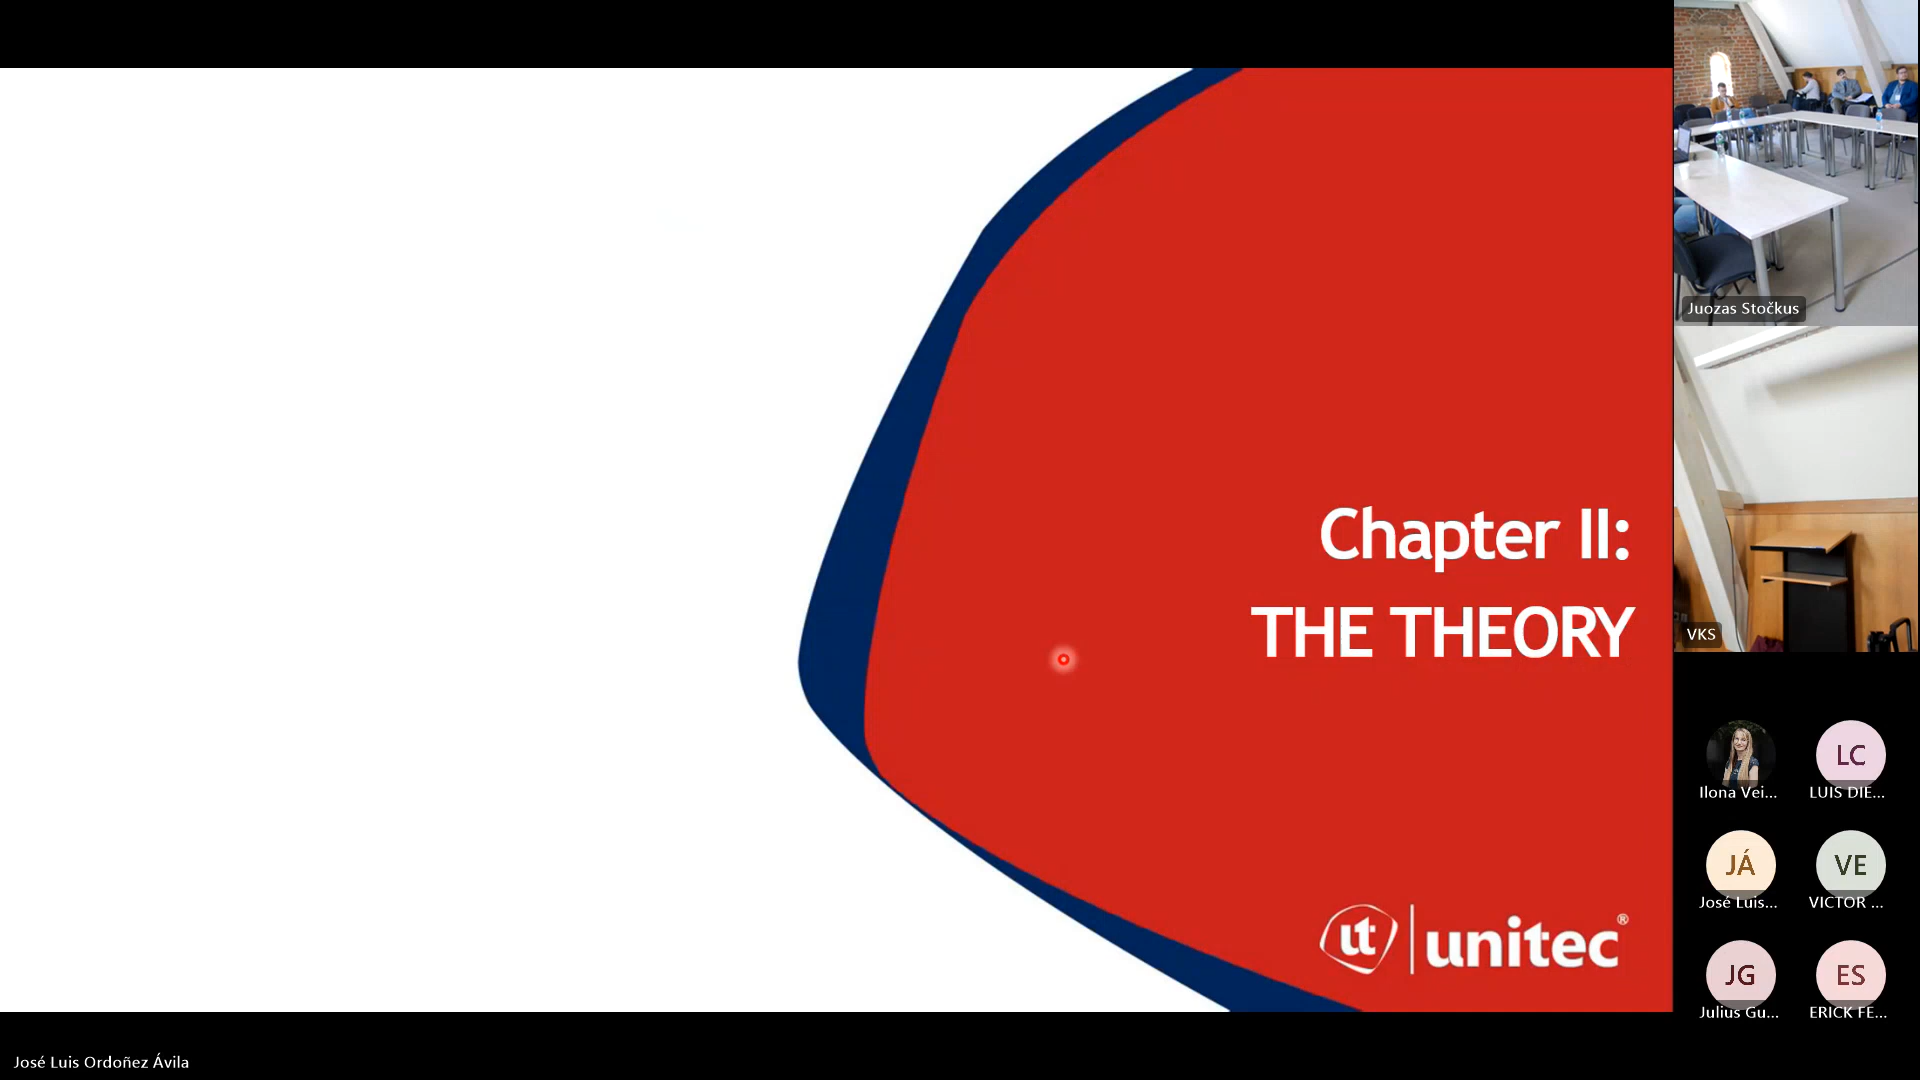 Chapter II:
THE THEORY
ut unitec®
José Luis Ordoñez Ávila
Juozas Stočkus
VKS
Ilona Vei...
LC
LUIS DIE...
JÁ
José Luis...
VE
VICTOR ...
JG
Julius Gu...
ES
ERICK FE...